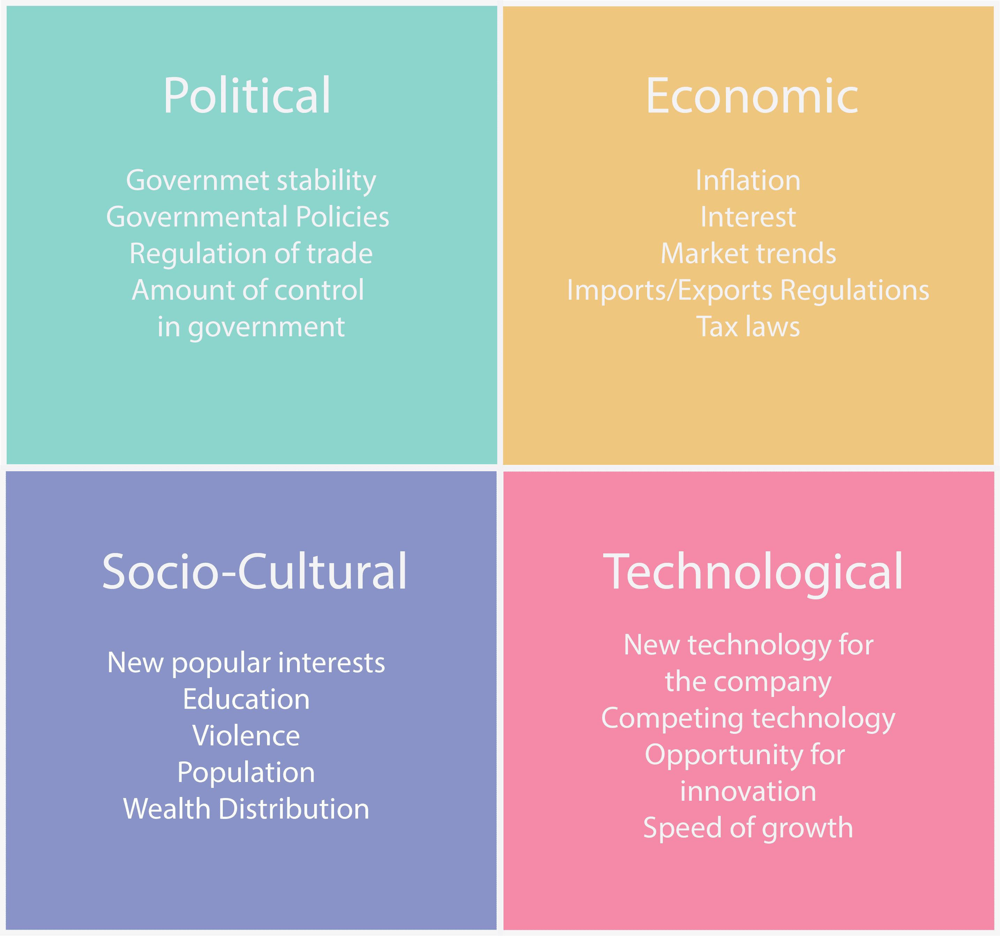 Political
Governmet stability
Governmental Policies
Regulation of trade
Amount of control
in government
Economic
Inflation
Interest
Market trends
Imports/Exports Regulations
Tax laws
Socio-Cultural
New popular interests
Education
Violence
Population
Wealth Distribution
Technological
New technology for
the company
Competing technology
Opportunity for
innovation
Speed of growth